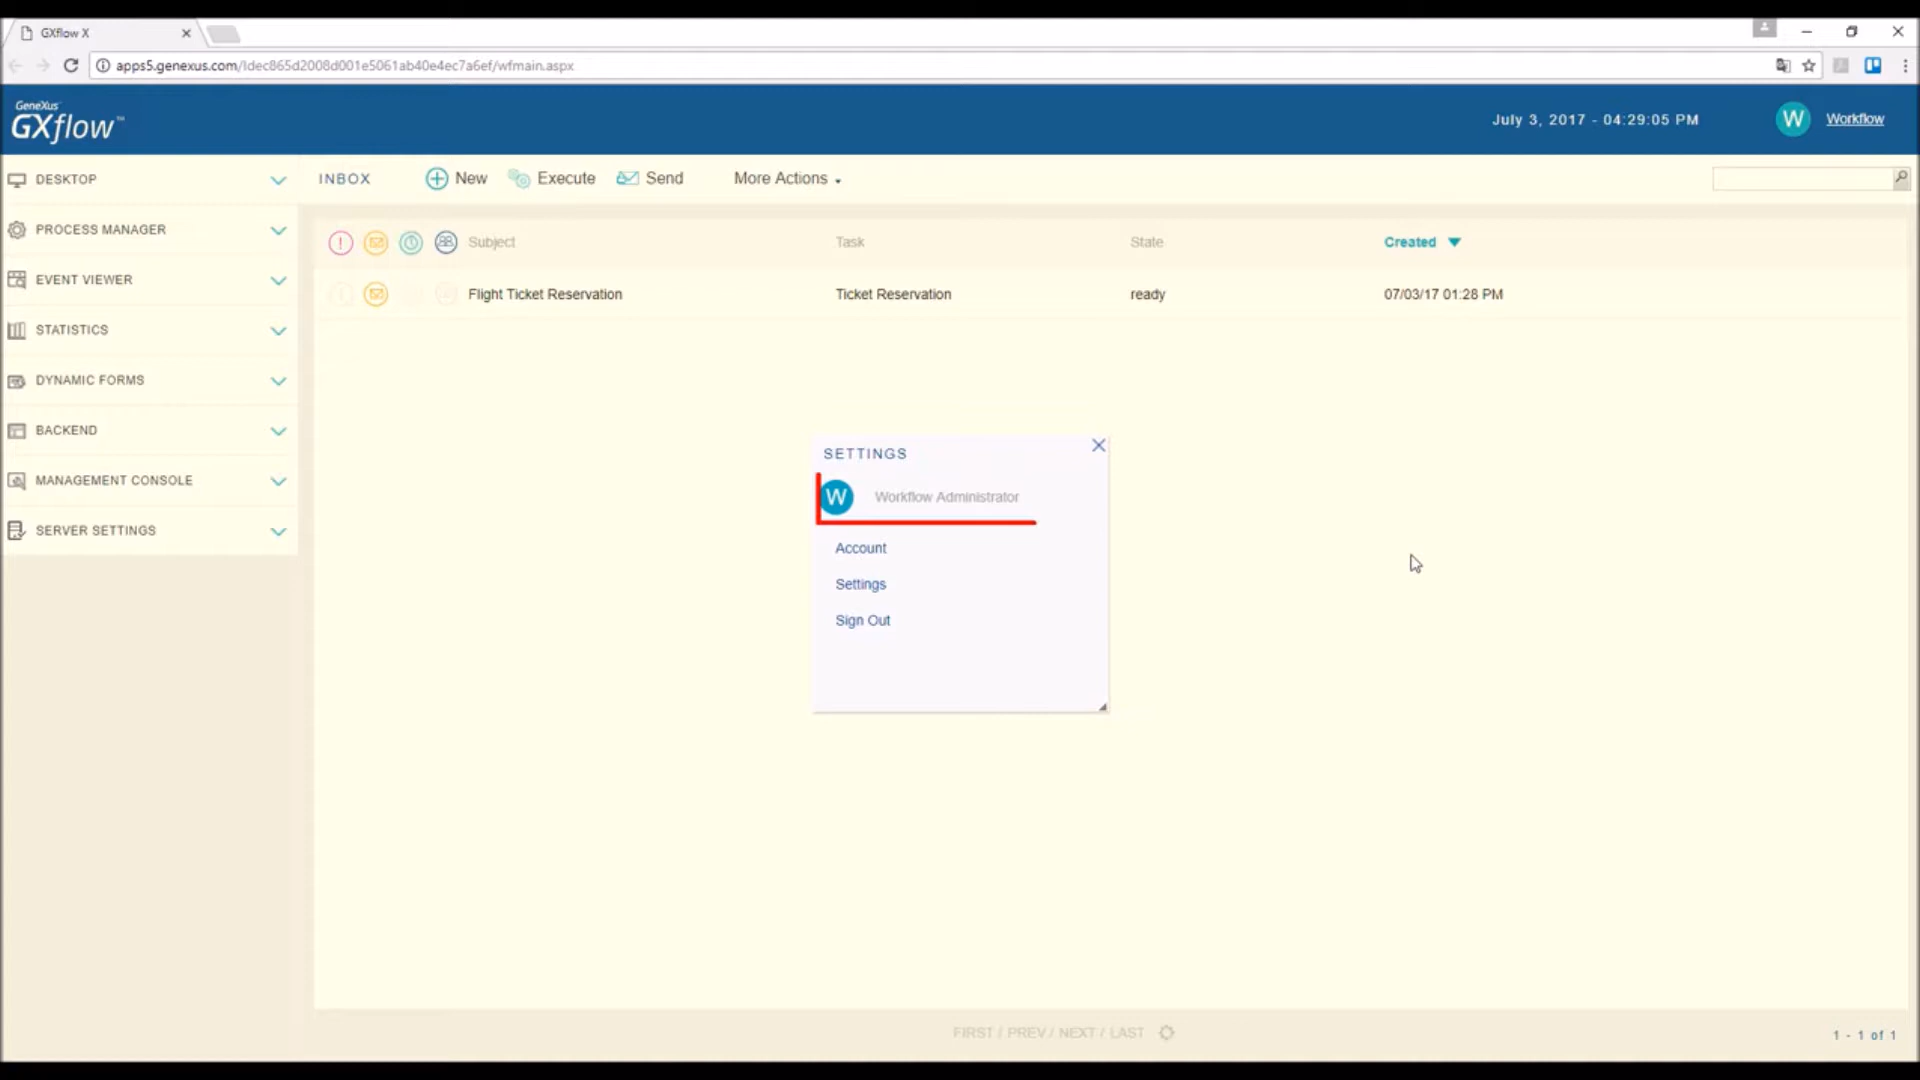 GXflow X
apps5.genexus.com/Idec865d2008d001e5061ab40e4ec7a6ef/wfmain.aspx
GeneXus
GXflow™
July 3, 2017 - 04:29:05 PM
W Workflow
DESKTOP
PROCESS MANAGER
EVENT VIEWER
STATISTICS
DYNAMIC FORMS
BACKEND
MANAGEMENT CONSOLE
SERVER SETTINGS
INBOX New Execute Send More Actions
Subject Task State Created
Flight Ticket Reservation Ticket Reservation ready 07/03/17 01:28 PM
SETTINGS
W Workflow Administrator
Account
Settings
Sign Out
FIRST / PREV / NEXT / LAST
1 - 1 of 1